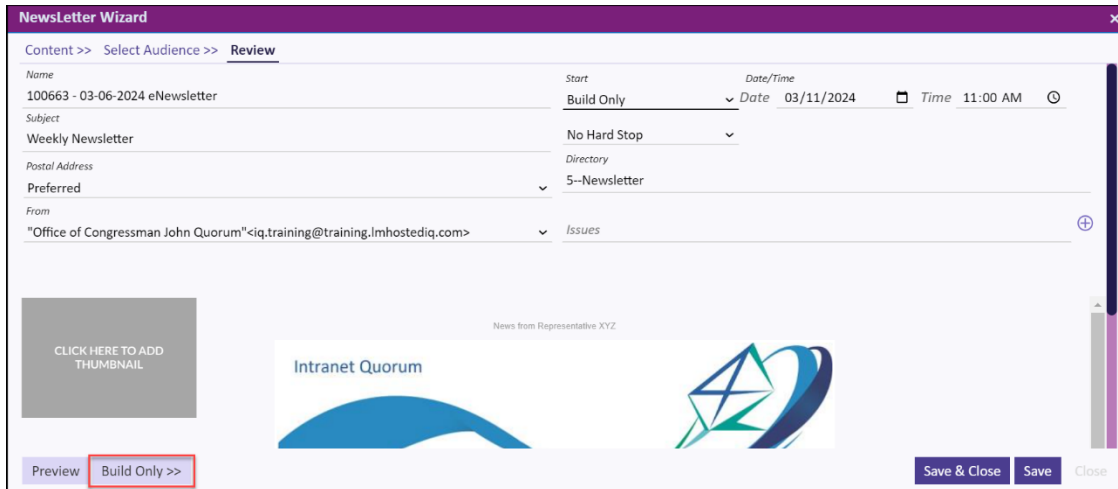 NewsLetter Wizard
Content >> Select Audience >> Review
Name
100663 - 03-06-2024 eNewsletter
Start
Date/Time
Build Only
Date 03/11/2024 Time 11:00 AM
Subject
Weekly Newsletter
No Hard Stop
Postal Address
Preferred
Directory
5--Newsletter
From
"Office of Congressman John Quorum"<iq.training@training.lmhostediq.com>
Issues
CLICK HERE TO ADD
THUMBNAIL
News from Representative XYZ
Intranet Quorum
Preview Build Only >> Save & Close Save Close